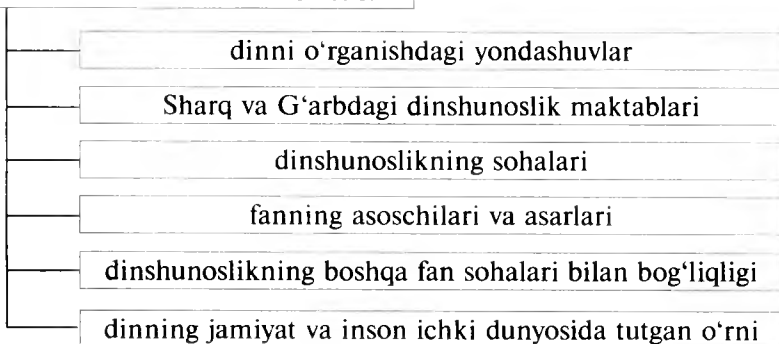 dinni o‘rganishdagi yondashuvlar
Sharq va G‘arbdagi dinshunoslik maktablari
dinshunoslikning sohalari
fanning asoschilari va asarlari
dinshunoslikning boshqa fan sohalari bilan bog‘liqligi
dinning jamiyat va inson ichki dunyosida tutgan o‘rni